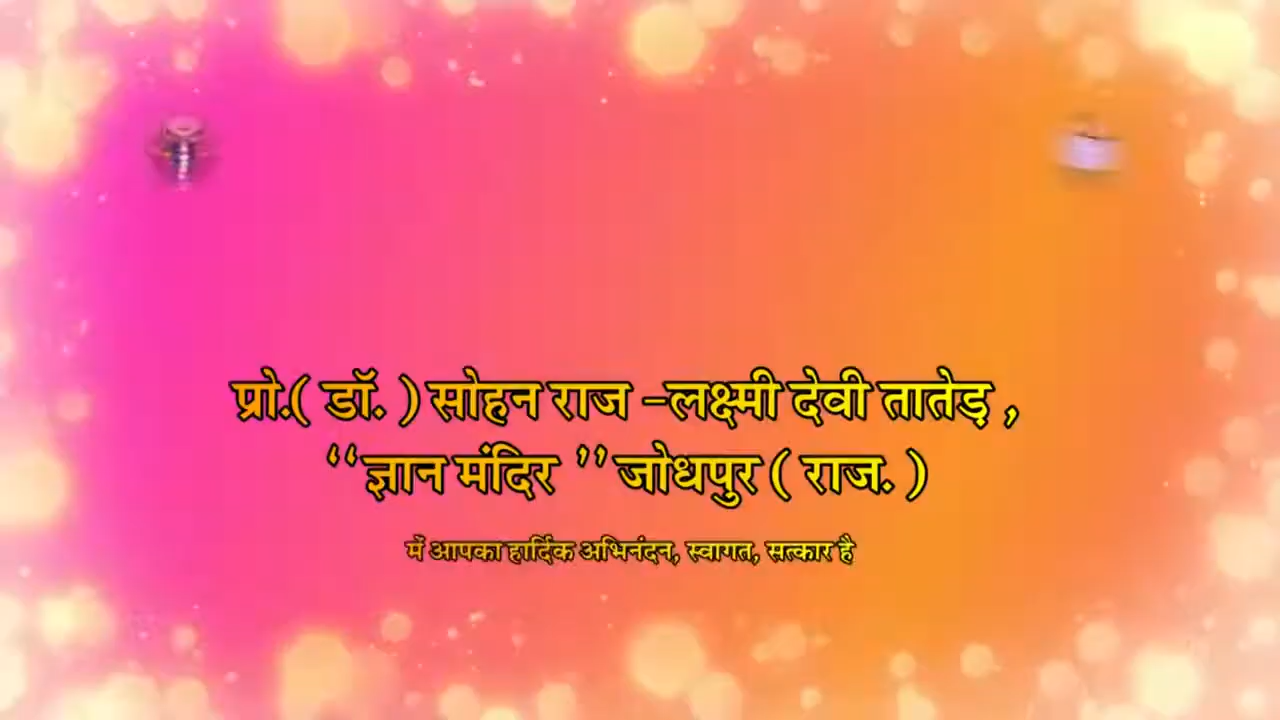 प्रो.( डॉ. ) सोहन राज -लक्ष्मी देवी तातेड़ ,
‘‘ज्ञान मंदिर ’’ जोधपुर ( राज. )
में आपका हार्दिक अभिनंदन, स्वागत, सत्कार है